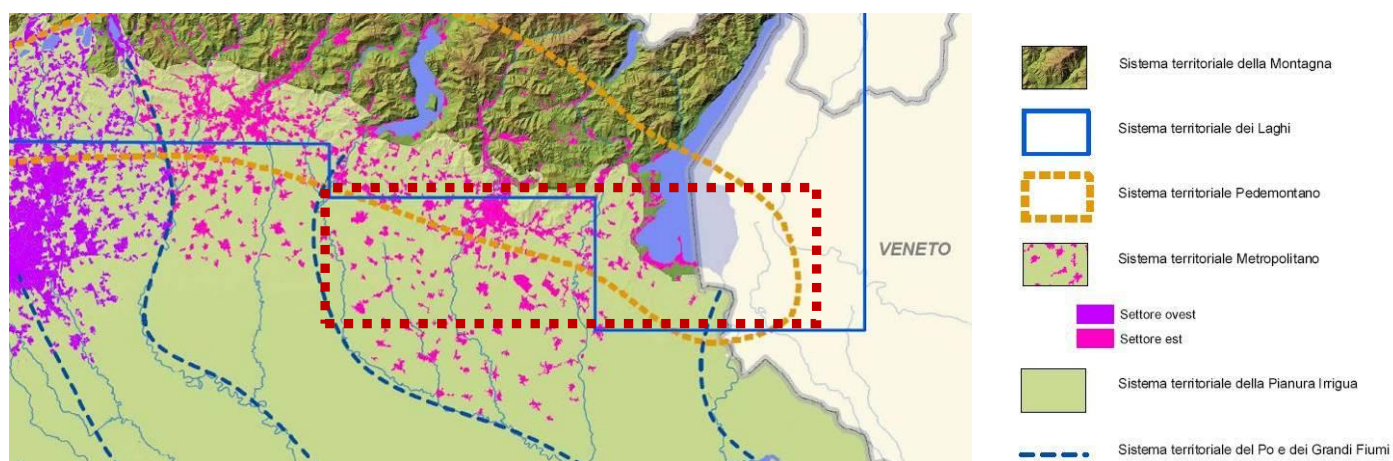 VENETO
Sistema territoriale della Montagna
Sistema territoriale dei Laghi
Sistema territoriale Pedemontano
Sistema territoriale Metropolitano
Settore ovest
Settore est
Sistema territoriale della Pianura Irrigua
Sistema territoriale del Po e dei Grandi Fiumi